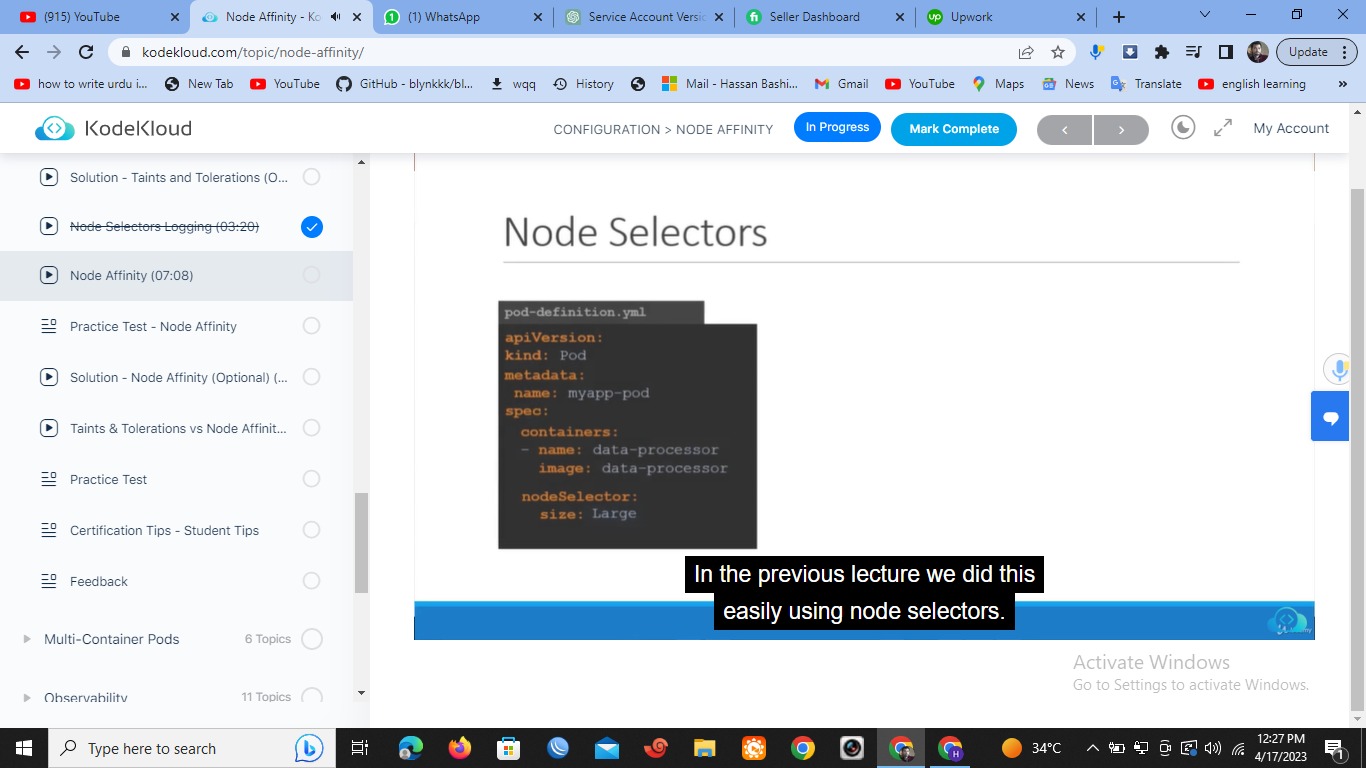 (915) YouTube
Node Affinity - Ko
(1) WhatsApp
Service Account Versio
Seller Dashboard
Upwork
kodekloud.com/topic/node-affinity/
Update
how to write urdu i...
New Tab
YouTube
GitHub - blynkkk/bl...
wqq
History
Mail - Hassan Bashi...
Gmail
YouTube
Maps
News
Translate
english learning
»
KodeKloud
CONFIGURATION > NODE AFFINITY
In Progress
Mark Complete
<
>
My Account
Solution - Taints and Tolerations (O...
Node Selectors Logging (03:20)
Node Affinity (07:08)
Practice Test - Node Affinity
Solution - Node Affinity (Optional) (...
Taints & Tolerations vs Node Affinit...
Practice Test
Certification Tips - Student Tips
Feedback
Multi-Container Pods
6 Topics
Observability
11 Topics
Node Selectors
pod-definition.yml
apiVersion:
kind: Pod
metadata:
name: myapp-pod
spec:
containers:
- name: data-processor
image: data-processor
nodeSelector:
size: Large
In the previous lecture we did this
easily using node selectors.
Activate Windows
Go to Settings to activate Windows.
Type here to search
34°C
12:27 PM
4/17/2023
1